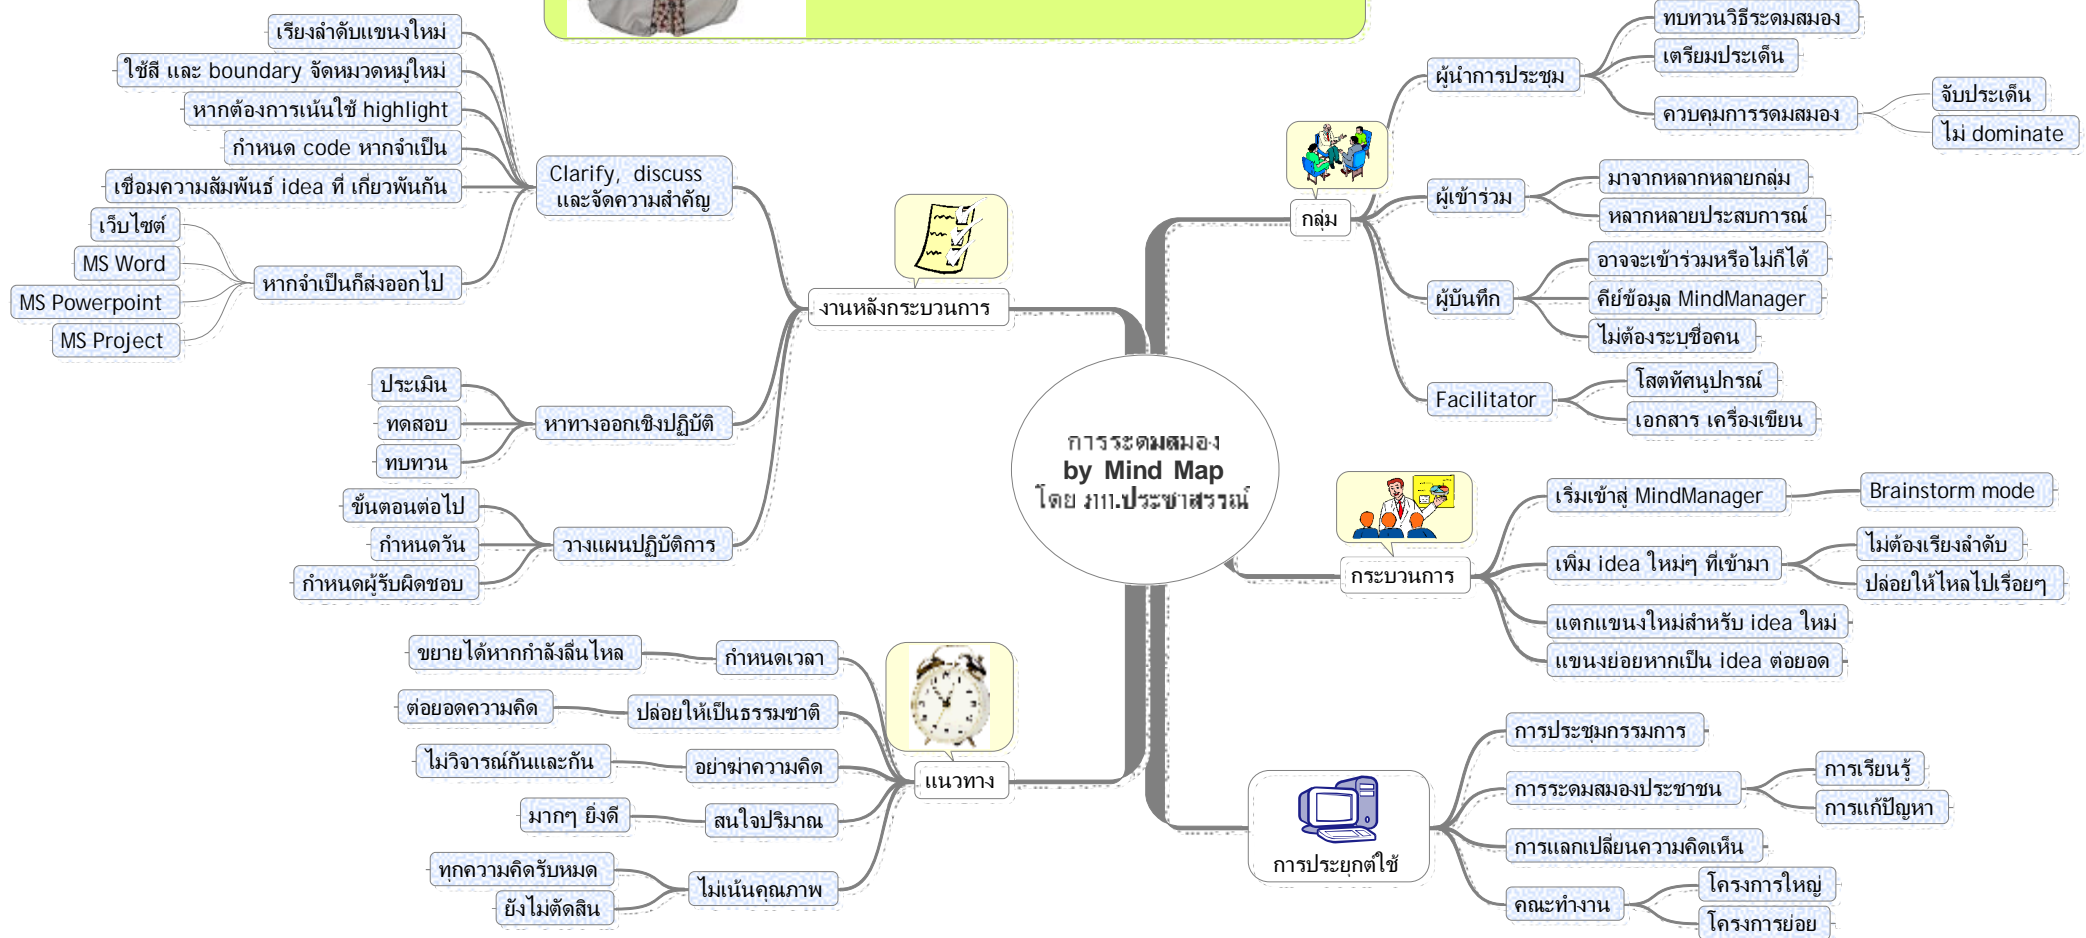 การระดมสมอง
by Mind Map
โดย ภก.ประชาสรรณ์
กลุ่ม
ผู้นำการประชุม
ทบทวนวิธีระดมสมอง
เตรียมประเด็น
ควบคุมการรดมสมอง
จับประเด็น
ไม่ dominate
ผู้เข้าร่วม
มาจากหลากหลายกลุ่ม
หลากหลายประสบการณ์
ผู้บันทึก
อาจจะเข้าร่วมหรือไม่ก็ได้
คีย์ข้อมูล MindManager
ไม่ต้องระบุชื่อคน
Facilitator
โสตทัศนูปกรณ์
เอกสาร เครื่องเขียน
กระบวนการ
เริ่มเข้าสู่ MindManager
Brainstorm mode
เพิ่ม idea ใหม่ๆ ที่เข้ามา
ไม่ต้องเรียงลำดับ
ปล่อยให้ไหลไปเรื่อยๆ
แตกแขนงใหม่สำหรับ idea ใหม่
แขนงย่อยหากเป็น idea ต่อยอด
การประยุกต์ใช้
การประชุมกรรมการ
การระดมสมองประชาชน
การเรียนรู้
การแก้ปัญหา
การแลกเปลี่ยนความคิดเห็น
คณะทำงาน
โครงการใหญ่
โครงการย่อย
งานหลังกระบวนการ
Clarify, discuss
และจัดความสำคัญ
เรียงลำดับแขนงใหม่
ใช้สี และ boundary จัดหมวดหมู่ใหม่
หากต้องการเน้นใช้ highlight
กำหนด code หากจำเป็น
เชื่อมความสัมพันธ์ idea ที่ เกี่ยวพันกัน
หากจำเป็นก็ส่งออกไป
เว็บไซต์
MS Word
MS Powerpoint
MS Project
หาทางออกเชิงปฏิบัติ
ประเมิน
ทดสอบ
ทบทวน
วางแผนปฏิบัติการ
ขั้นตอนต่อไป
กำหนดวัน
กำหนดผู้รับผิดชอบ
แนวทาง
กำหนดเวลา
ขยายได้หากกำลังลื่นไหล
ปล่อยให้เป็นธรรมชาติ
ต่อยอดความคิด
อย่าฆ่าความคิด
ไม่วิจารณ์กันและกัน
สนใจปริมาณ
มากๆ ยิ่งดี
ไม่เน้นคุณภาพ
ทุกความคิดรับหมด
ยังไม่ตัดสิน